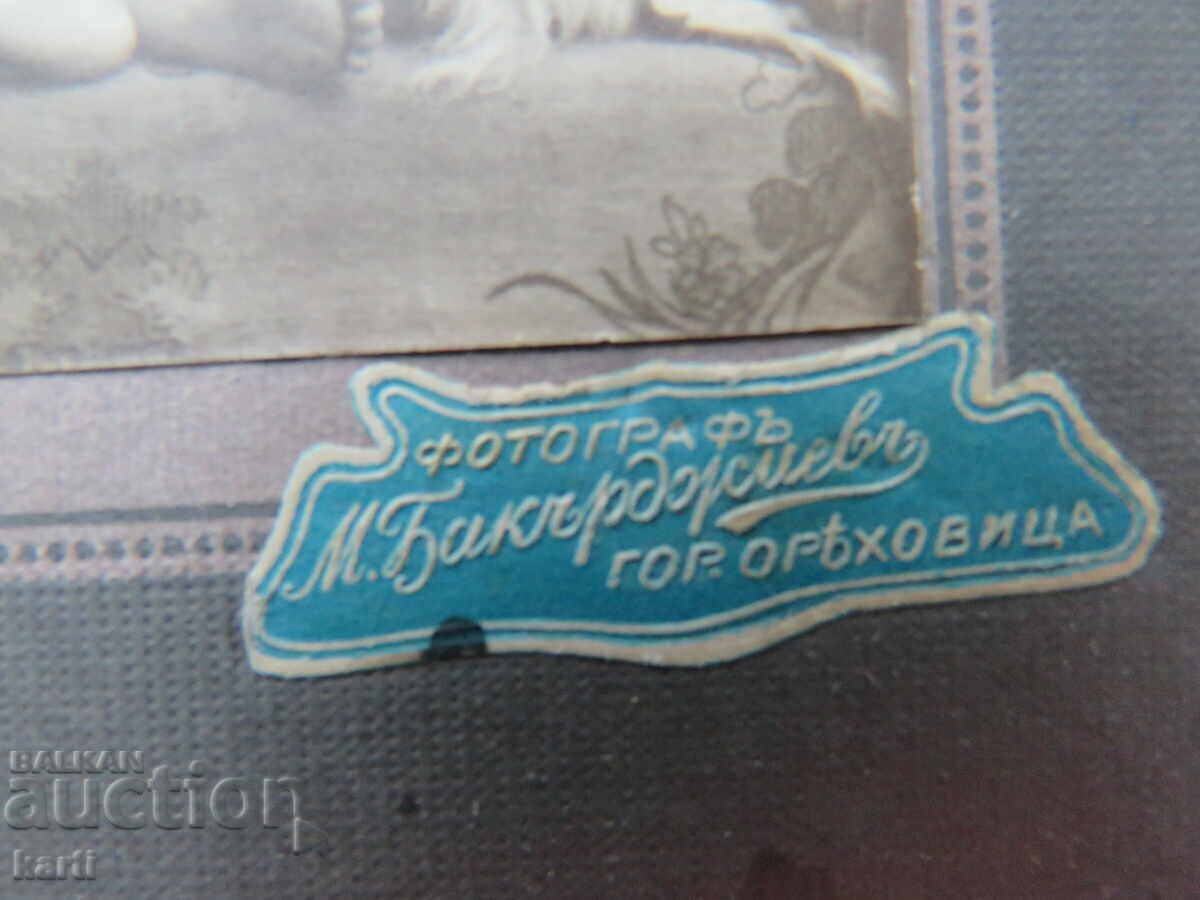 ФОТОГРАФЪ
М. Бакърджиевъ
ГОР. ОРѢХОВИЦА
BALKAN
auction
karti